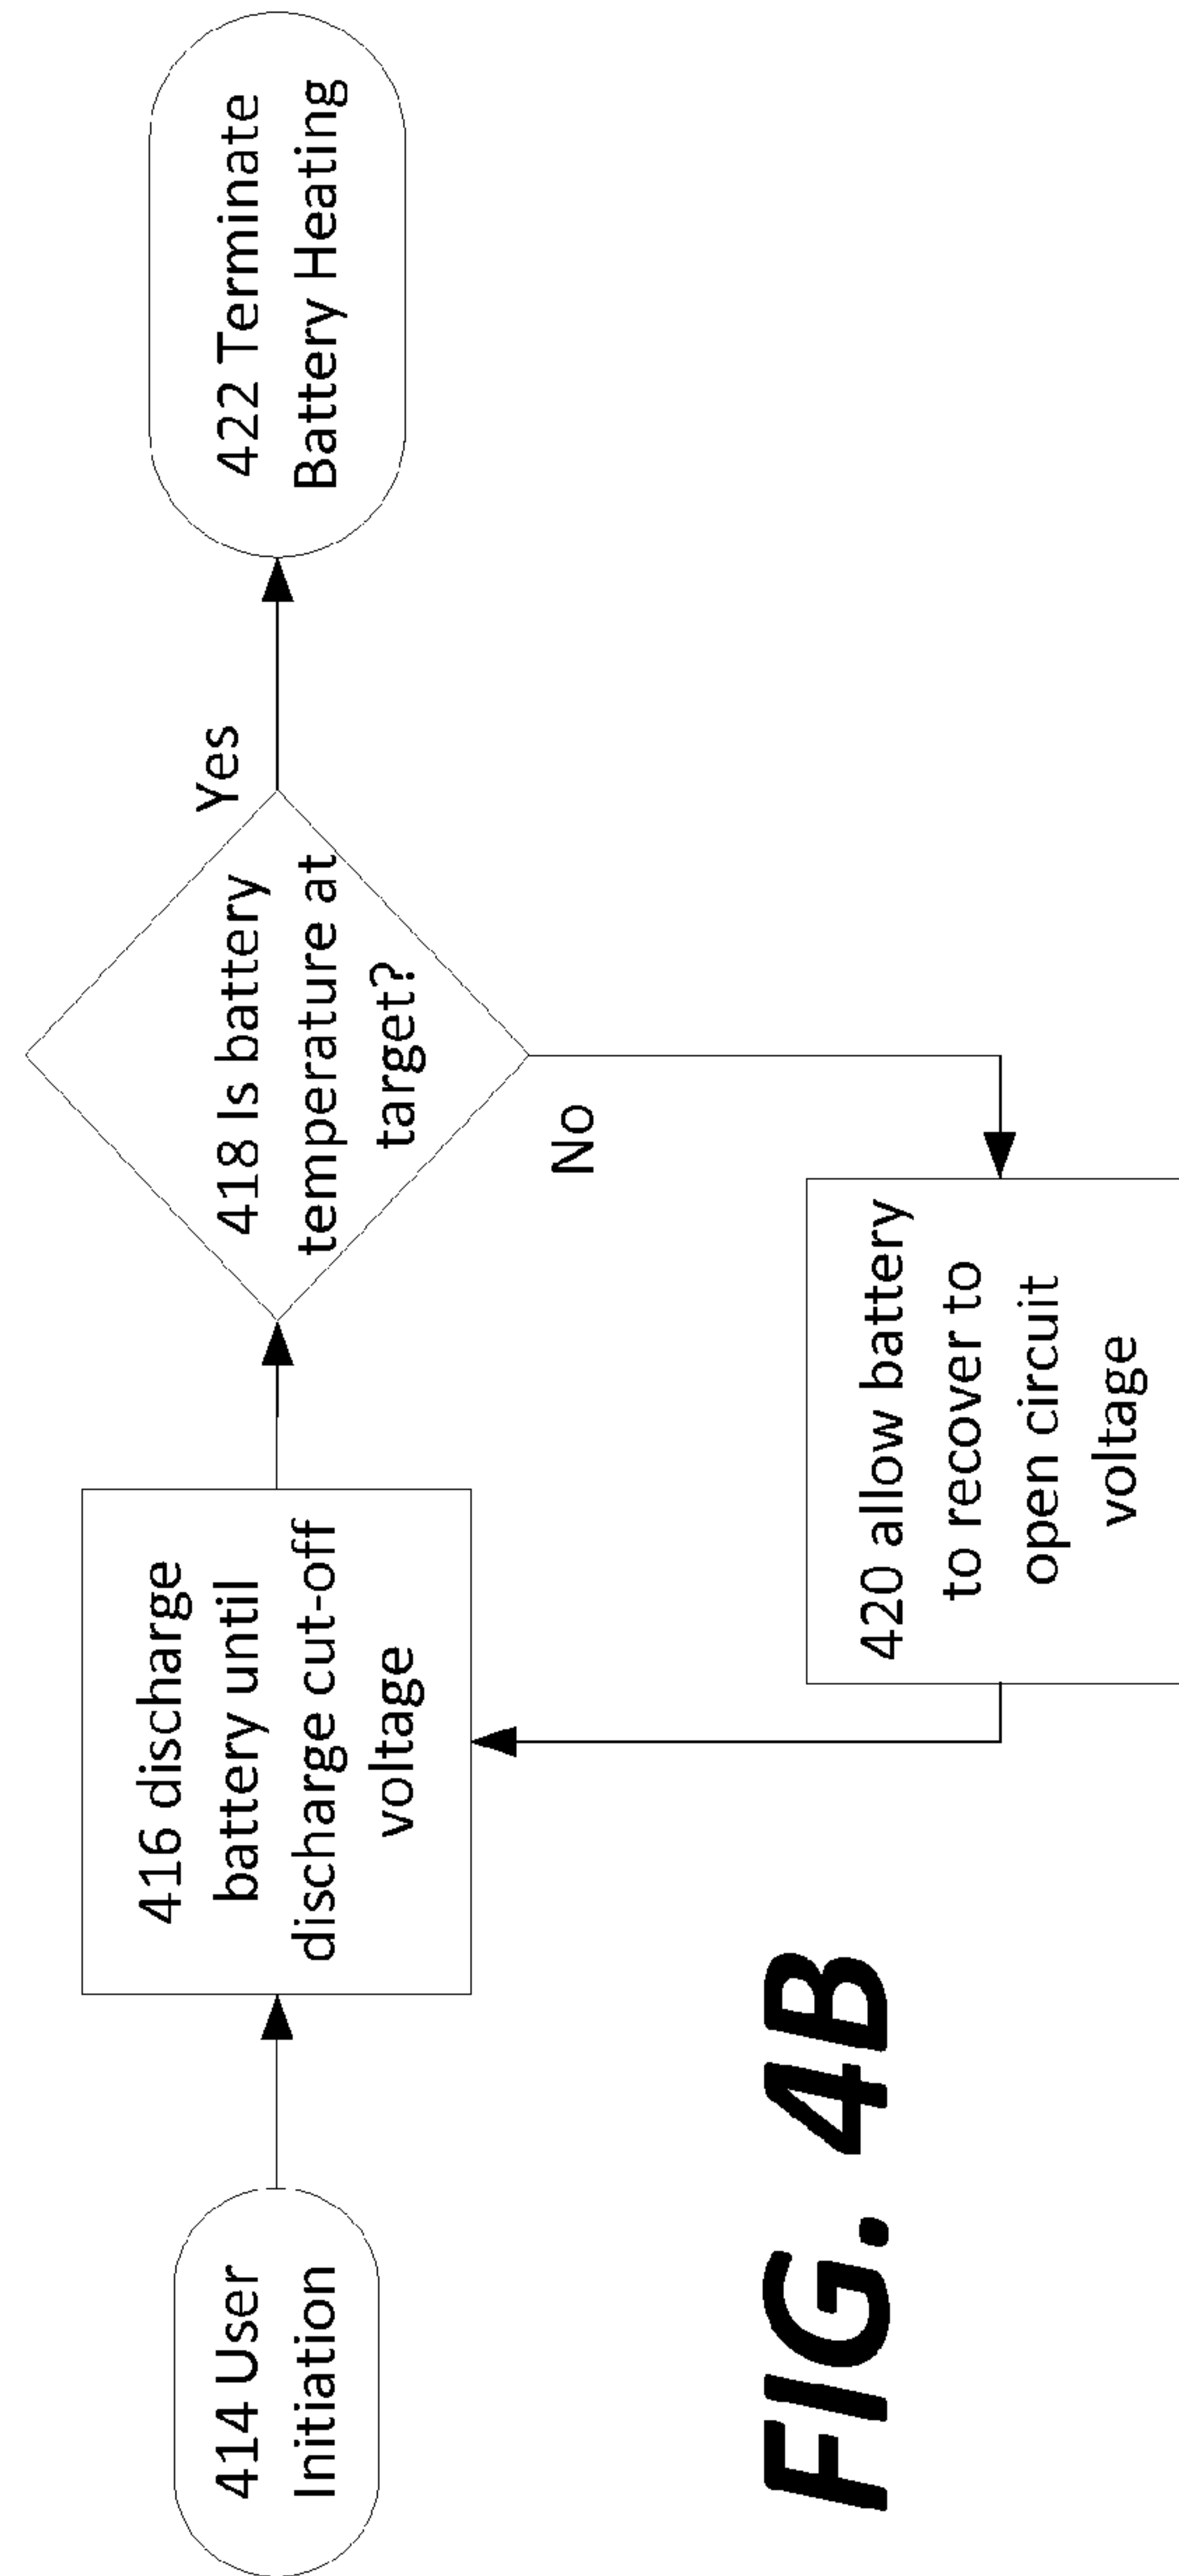 414 User
Initiation
416 discharge
battery until
discharge cut-off
voltage
418 Is battery
temperature at
target?
Yes
422 Terminate
Battery Heating
No
420 allow battery
to recover to
open circuit
voltage
FIG. 4B